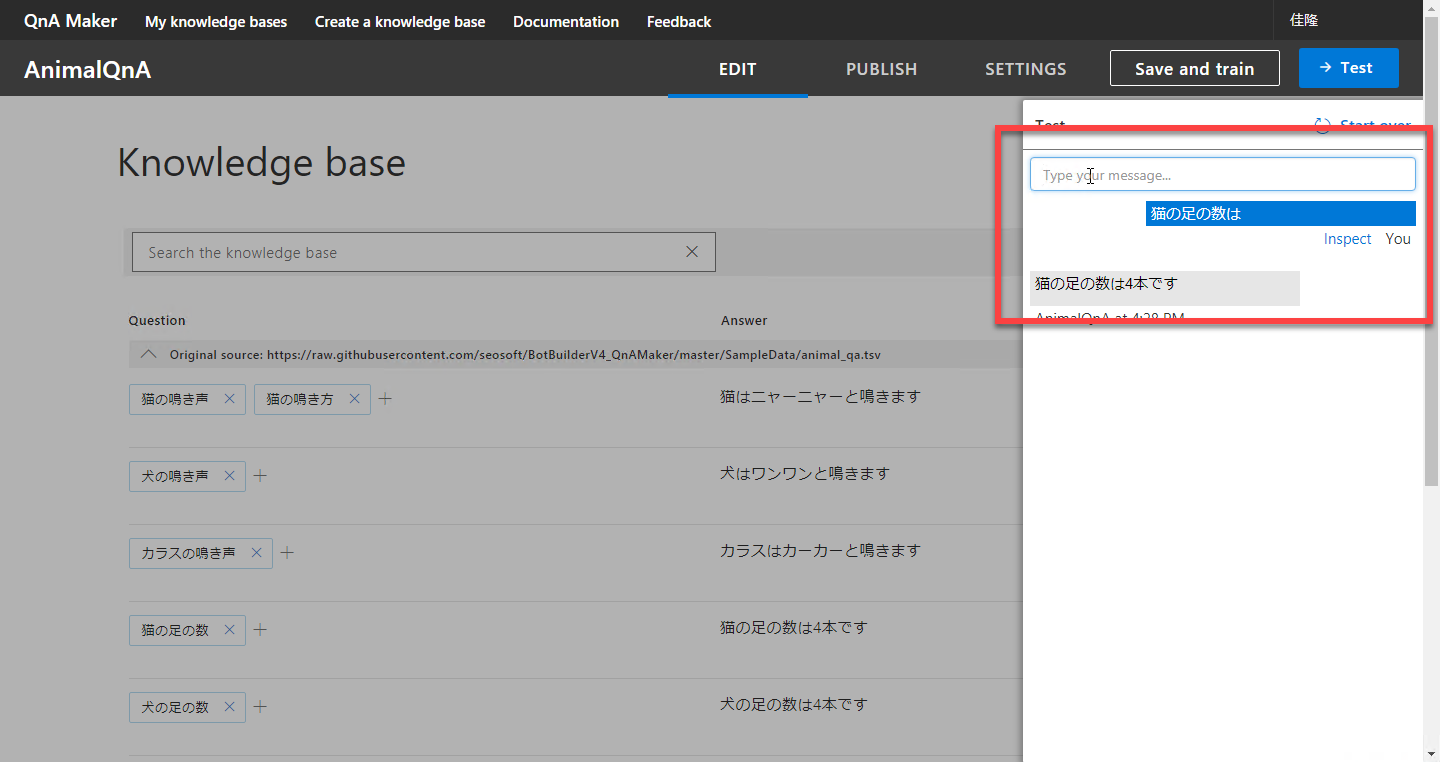 QnA Maker My knowledge bases Create a knowledge base Documentation Feedback 佳隆
AnimalQnA EDIT PUBLISH SETTINGS Save and train → Test
Test Start over
Knowledge base
Type your message...
猫の足の数は
Inspect You
Search the knowledge base
猫の足の数は4本です
AnimalQnA at 4:28 PM
Question Answer
Original source: https://raw.githubusercontent.com/seosoft/BotBuilderV4_QnAMaker/master/SampleData/animal_qa.tsv
猫の鳴き声 猫の鳴き方 猫はニャーニャーと鳴きます
犬の鳴き声 犬はワンワンと鳴きます
カラスの鳴き声 カラスはカーカーと鳴きます
猫の足の数 猫の足の数は4本です
犬の足の数 犬の足の数は4本です